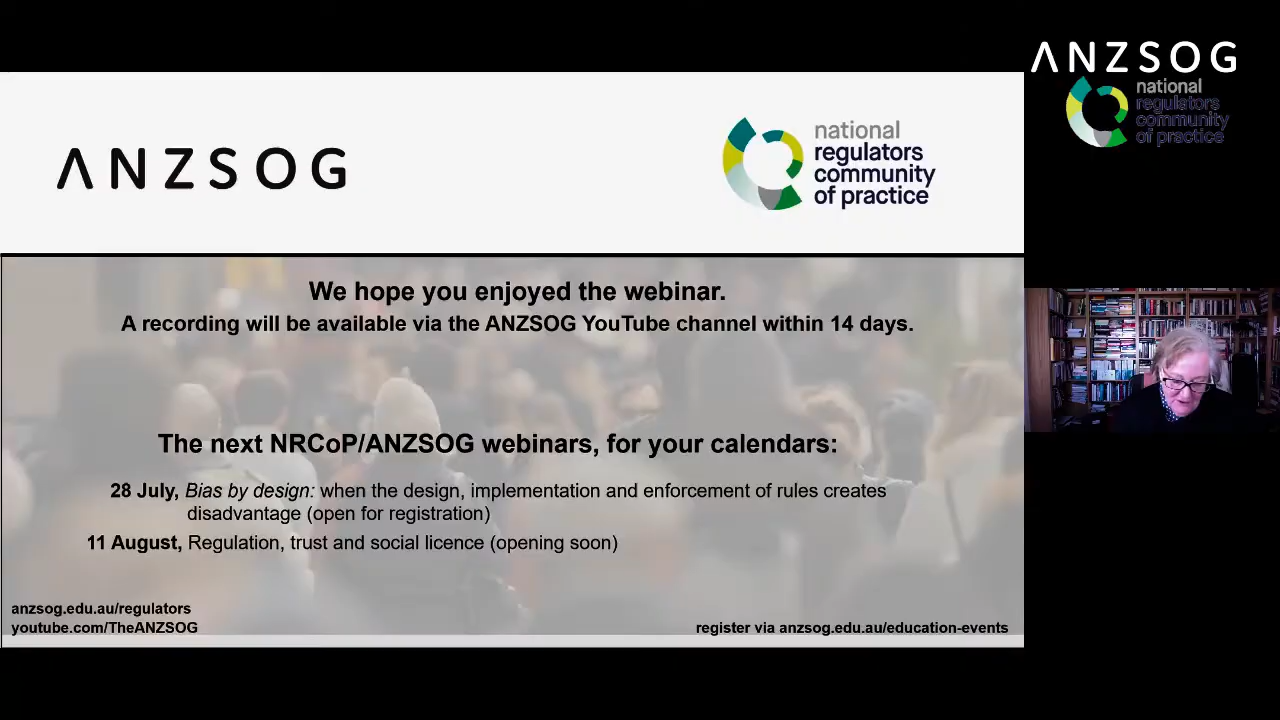 ANZSOG
national
regulators
community
of practice
ANZSOG
national
regulators
community
of practice
We hope you enjoyed the webinar.
A recording will be available via the ANZSOG YouTube channel within 14 days.
The next NRCoP/ANZSOG webinars, for your calendars:
28 July, Bias by design: when the design, implementation and enforcement of rules creates
disadvantage (open for registration)
11 August, Regulation, trust and social licence (opening soon)
anzsog.edu.au/regulators
youtube.com/TheANZSOG
register via anzsog.edu.au/education-events